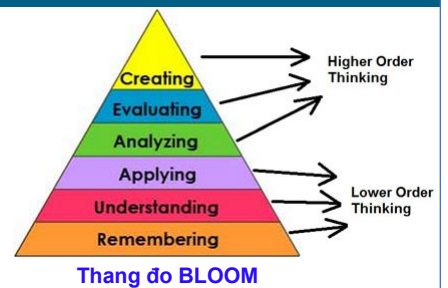 Creating
Evaluating
Analyzing
Applying
Understanding
Remembering
Higher Order
Thinking
Lower Order
Thinking
Thang đo BLOOM